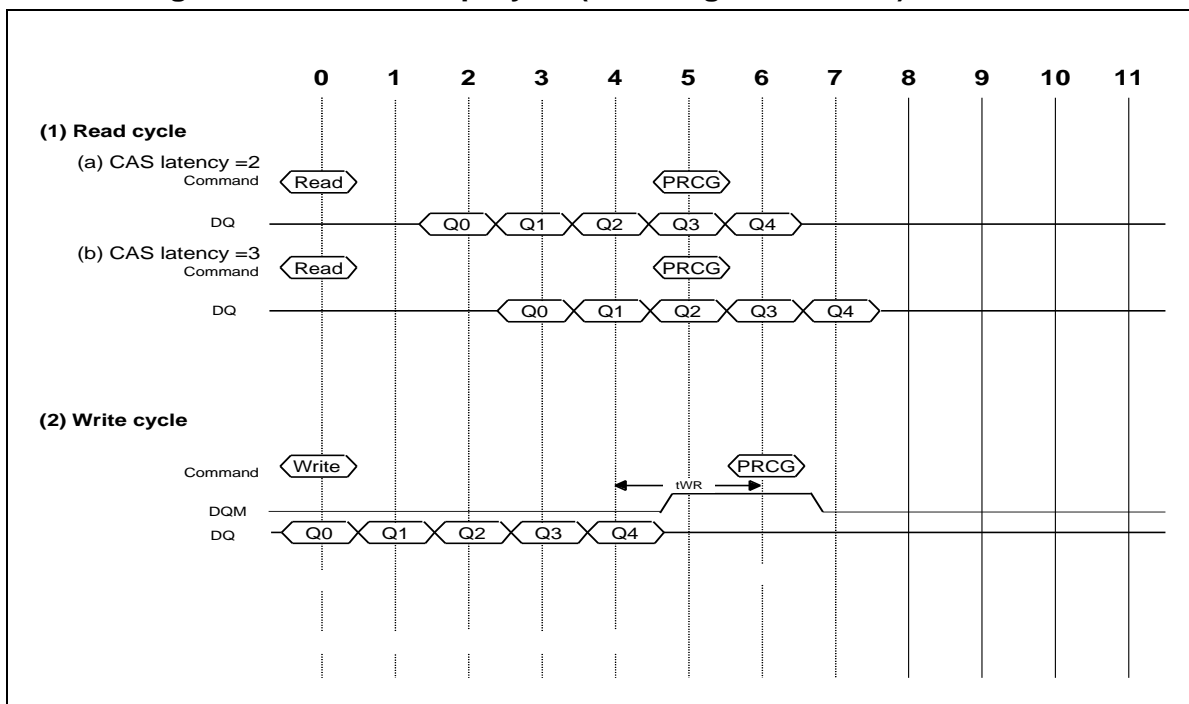 0 1 2 3 4 5 6 7 8 9 10 11
(1) Read cycle
(a) CAS latency =2
Command Read PRCG
DQ Q0 Q1 Q2 Q3 Q4
(b) CAS latency =3
Command Read PRCG
DQ Q0 Q1 Q2 Q3 Q4
(2) Write cycle
Command Write PRCG
tWR
DQM
DQ Q0 Q1 Q2 Q3 Q4